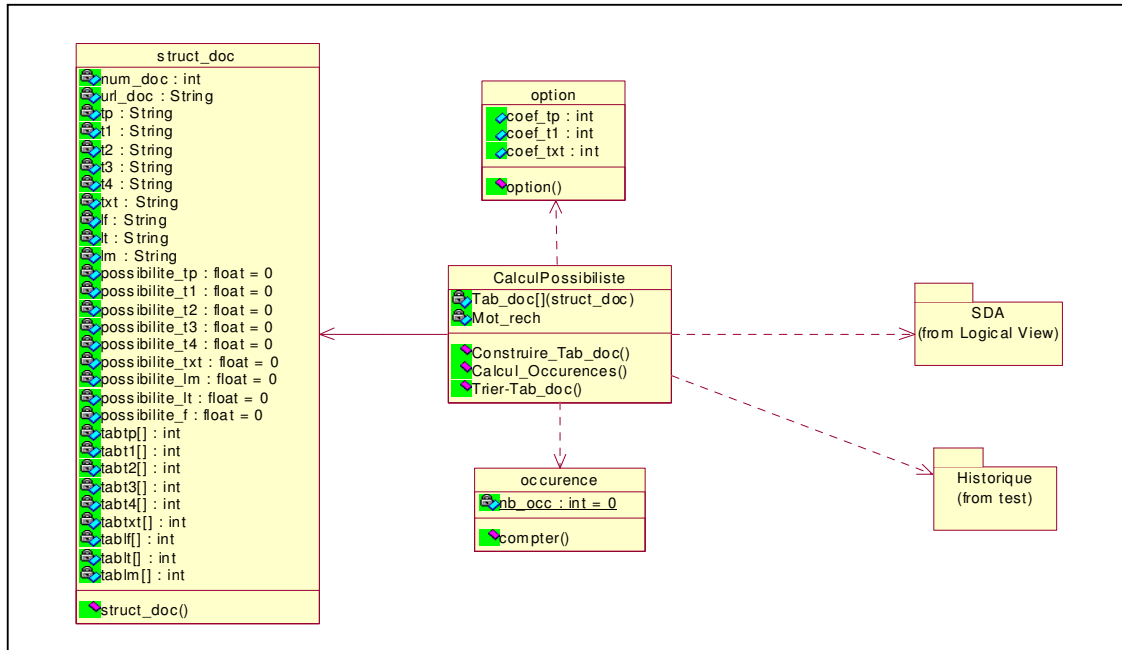 struct_doc
num_doc : int
url_doc : String
tp : String
t1 : String
t2 : String
t3 : String
t4 : String
txt : String
lf : String
lt : String
lm : String
possibilite_tp : float = 0
possibilite_t1 : float = 0
possibilite_t2 : float = 0
possibilite_t3 : float = 0
possibilite_t4 : float = 0
possibilite_txt : float = 0
possibilite_lm : float = 0
possibilite_lt : float = 0
possibilite_f : float = 0
tabtp[] : int
tabt1[] : int
tabt2[] : int
tabt3[] : int
tabt4[] : int
tabtxt[] : int
tablf[] : int
tablt[] : int
tablm[] : int
struct_doc()
option
coef_tp : int
coef_t1 : int
coef_txt : int
option()
CalculPossibiliste
Tab_doc[](struct_doc)
Mot_rech
Construire_Tab_doc()
Calcul_Occurences()
Trier-Tab_doc()
occurence
nb_occ : int = 0
compter()
SDA
(from Logical View)
Historique
(from test)